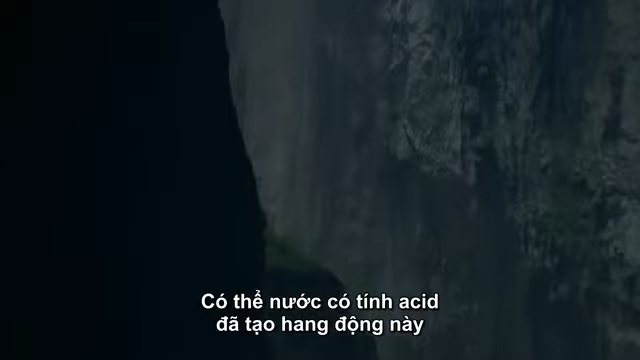 Có thể nước có tính acid
đã tạo hang động này